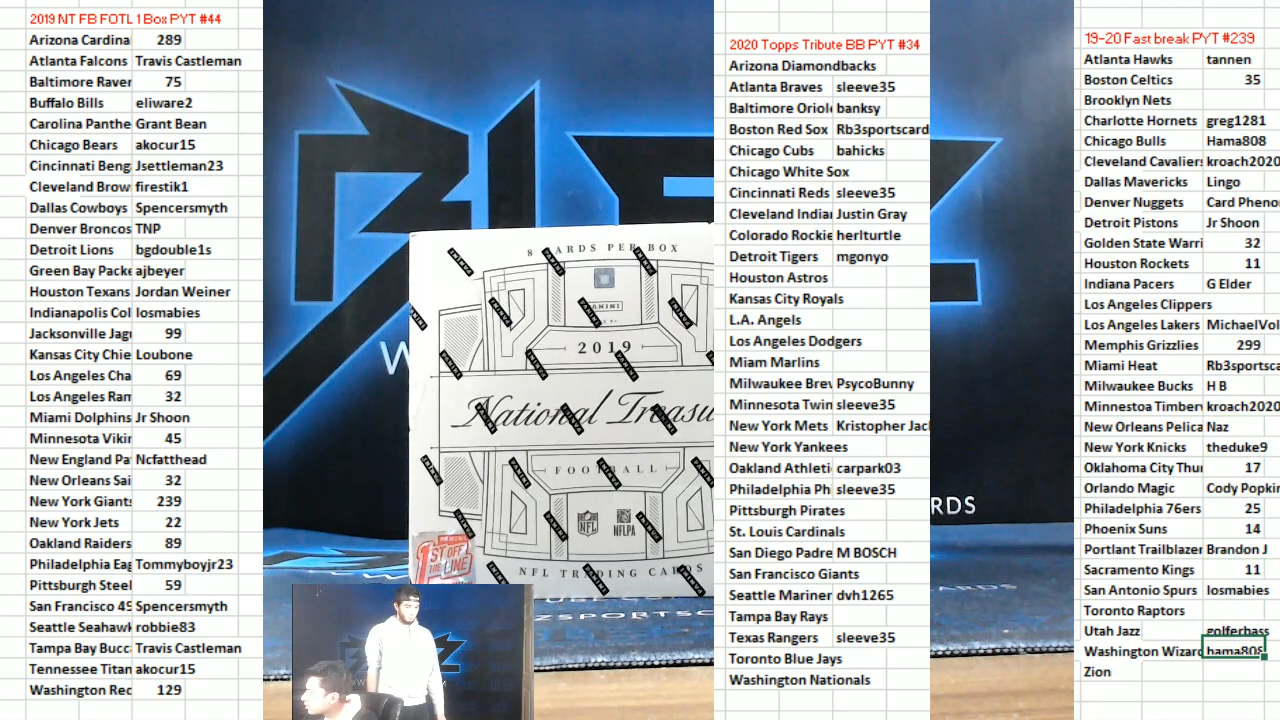 2019 NT FB FOTL 1 Box PYT #44
Arizona Cardina 289
Atlanta Falcons Travis Castleman
Baltimore Raver 75
Buffalo Bills eliware2
Carolina Panthe Grant Bean
Chicago Bears akocur15
Cincinnati Beng Jsettleman23
Cleveland Brow firestik1
Dallas Cowboys Spencersmyth
Denver Broncos TNP
Detroit Lions bgdouble1s
Green Bay Packe ajbeyer
Houston Texans Jordan Weiner
Indianapolis Col losmabies
Jacksonville Jagu 99
Kansas City Chie Loubone
Los Angeles Cha 69
Los Angeles Ram 32
Miami Dolphins Jr Shoon
Minnesota Vikin 45
New England Pa Ncfatthead
New Orleans Sai 32
New York Giants 239
New York Jets 22
Oakland Raiders 89
Philadelphia Eag Tommyboyjr23
Pittsburgh Steel 59
San Francisco 49 Spencersmyth
Seattle Seahawk robbie83
Tampa Bay Bucc Travis Castleman
Tennessee Titan akocur15
Washington Red 129
8 CARDS PER BOX
PANINI
2019
National Treasu
FOOTBALL
NFL NFLPA
PANINI
1ST OFF
THE LINE
NFL TRADING CARDS
W
RDS
2020 Topps Tribute BB PYT #34
Arizona Diamondbacks
Atlanta Braves sleeve35
Baltimore Oriole banksy
Boston Red Sox Rb3sportscard
Chicago Cubs bahicks
Chicago White Sox
Cincinnati Reds sleeve35
Cleveland Indian Justin Gray
Colorado Rockie herlturtle
Detroit Tigers mgonyo
Houston Astros
Kansas City Royals
L.A. Angels
Los Angeles Dodgers
Miam Marlins
Milwaukee Brew PsycoBunny
Minnesota Twin sleeve35
New York Mets Kristopher Jac
New York Yankees
Oakland Athleti carpark03
Philadelphia Ph sleeve35
Pittsburgh Pirates
St. Louis Cardinals
San Diego Padre M BOSCH
San Francisco Giants
Seattle Mariner dvh1265
Tampa Bay Rays
Texas Rangers sleeve35
Toronto Blue Jays
Washington Nationals
19-20 Fast break PYT #239
Atlanta Hawks tannen
Boston Celtics 35
Brooklyn Nets
Charlotte Hornets greg1281
Chicago Bulls Hama808
Cleveland Cavaliers kroach2020
Dallas Mavericks Lingo
Denver Nuggets Card Pheno
Detroit Pistons Jr Shoon
Golden State Warri 32
Houston Rockets 11
Indiana Pacers G Elder
Los Angeles Clippers
Los Angeles Lakers MichaelVol
Memphis Grizzlies 299
Miami Heat Rb3sportsca
Milwaukee Bucks H B
Minnestoa Timberv kroach2020
New Orleans Pelica Naz
New York Knicks theduke9
Oklahoma City Thu 17
Orlando Magic Cody Popkin
Philadelphia 76ers 25
Phoenix Suns 14
Portlant Trailblazer Brandon J
Sacramento Kings 11
San Antonio Spurs losmabies
Toronto Raptors
Utah Jazz golferbass
Washington Wizard hama808
Zion